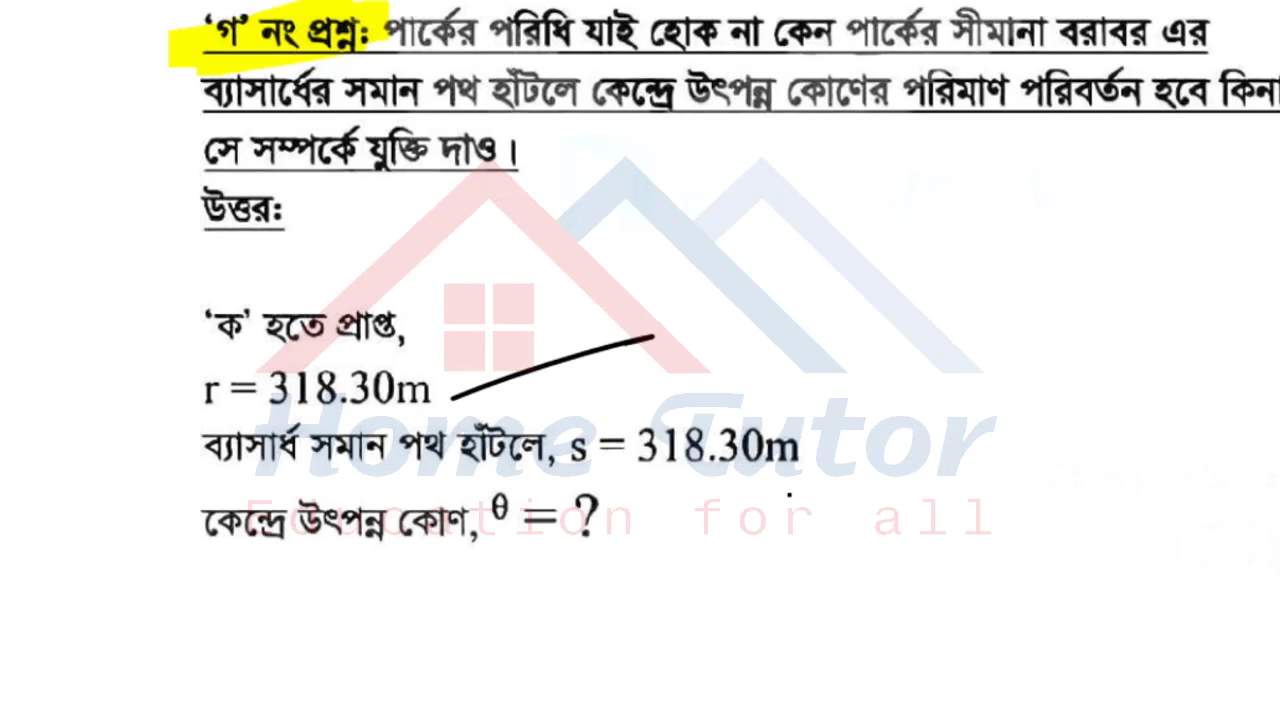 ‘গ’ নং প্রশ্ন: পার্কের পরিধি যাই হোক না কেন পার্কের সীমানা বরাবর এর
ব্যাসার্ধের সমান পথ হাঁটলে কেন্দ্রে উৎপন্ন কোণের পরিমাণ পরিবর্তন হবে কিনা
সে সম্পর্কে যুক্তি দাও।
উত্তর:
‘ক’ হতে প্রাপ্ত,
r = 318.30m
Home Tutor
ব্যাসার্ধ সমান পথ হাঁটলে, s = 318.30m
Education for all
কেন্দ্রে উৎপন্ন কোণ, θ = ?